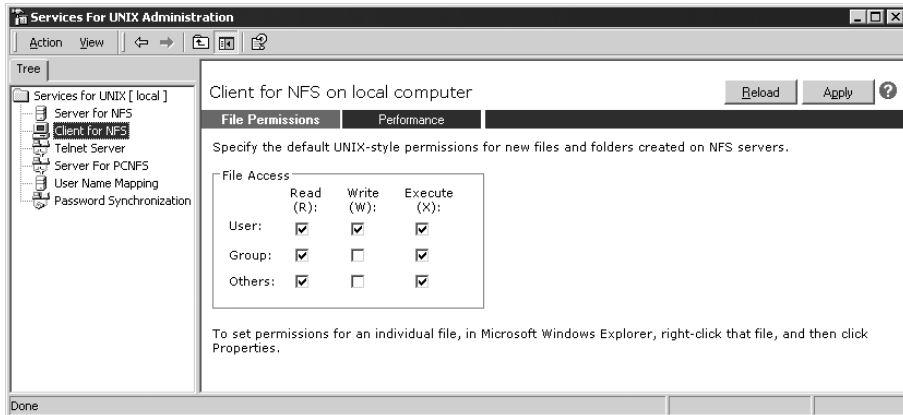 Services For UNIX Administration
Action View
Tree
Services for UNIX [ local ]
Server for NFS
Client for NFS
Telnet Server
Server For PCNFS
User Name Mapping
Password Synchronization
Client for NFS on local computer
Reload Apply ?
File Permissions Performance
Specify the default UNIX-style permissions for new files and folders created on NFS servers.
File Access
Read Write Execute
(R): (W): (X):
User:
Group:
Others:
To set permissions for an individual file, in Microsoft Windows Explorer, right-click that file, and then click
Properties.
Done